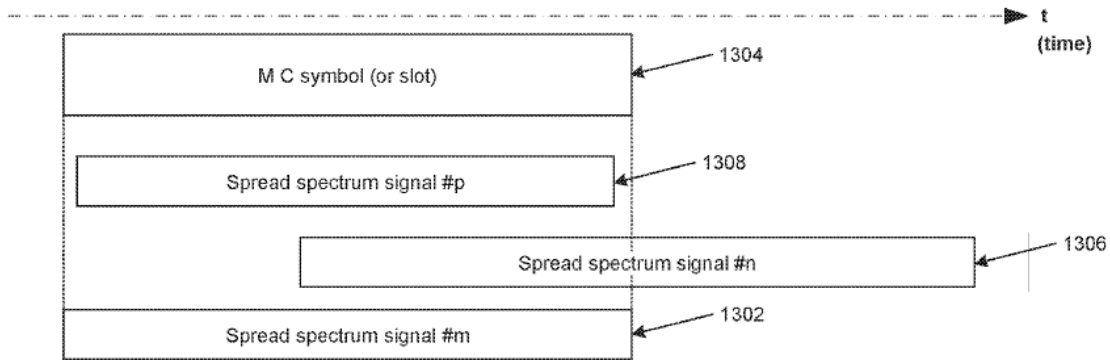 t
(time)
1304
M C symbol (or slot)
1308
Spread spectrum signal #p
1306
Spread spectrum signal #n
1302
Spread spectrum signal #m